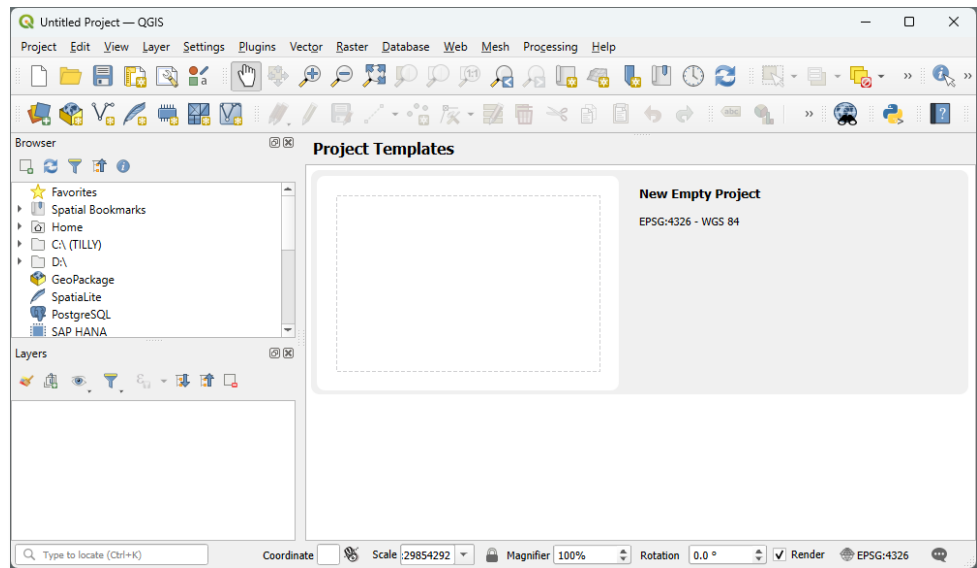 Untitled Project — QGIS
Project Edit View Layer Settings Plugins Vector Raster Database Web Mesh Processing Help
1:1
a
»
»
»
?
Browser
Project Templates
Favorites
Spatial Bookmarks
Home
C:\ (TILLY)
D:\
GeoPackage
SpatiaLite
PostgreSQL
SAP HANA
New Empty Project
EPSG:4326 - WGS 84
Layers
Type to locate (Ctrl+K) Coordinate Scale :29854292 Magnifier 100% Rotation 0.0 ° Render EPSG:4326